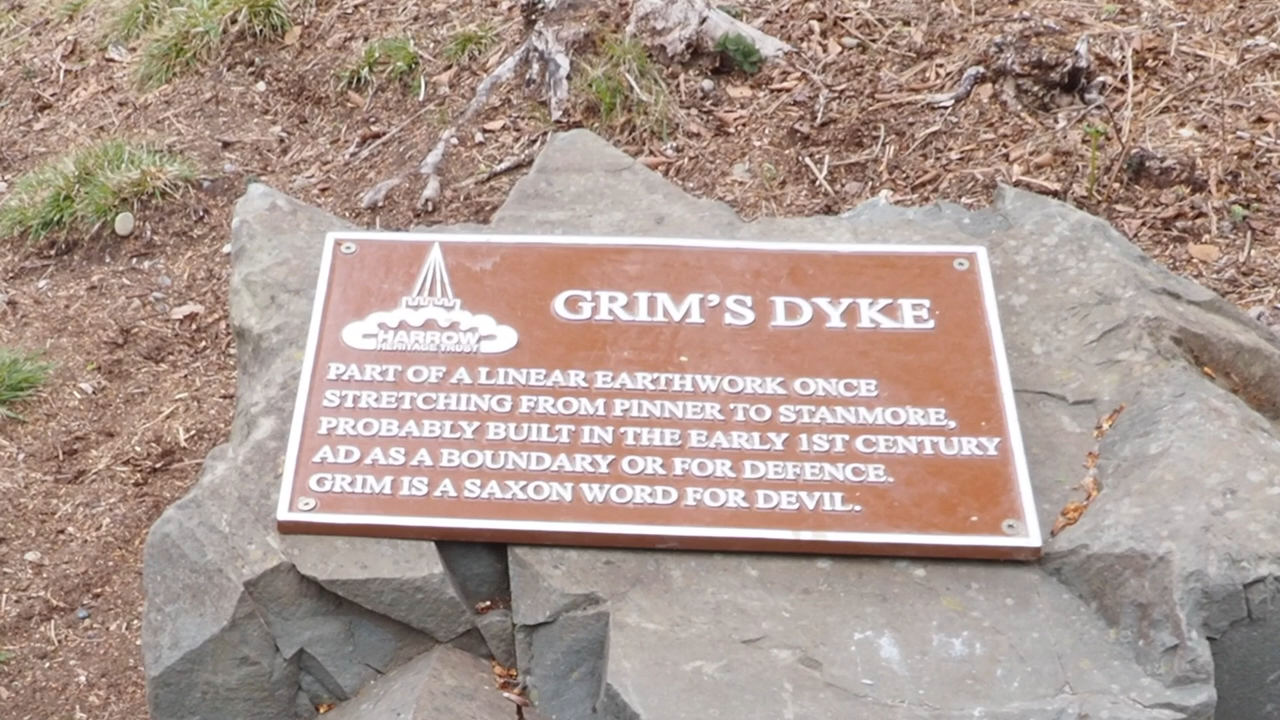 HARROW
HERITAGE TRUST
GRIM'S DYKE
PART OF A LINEAR EARTHWORK ONCE
STRETCHING FROM PINNER TO STANMORE,
PROBABLY BUILT IN THE EARLY 1ST CENTURY
AD AS A BOUNDARY OR FOR DEFENCE.
GRIM IS A SAXON WORD FOR DEVIL.